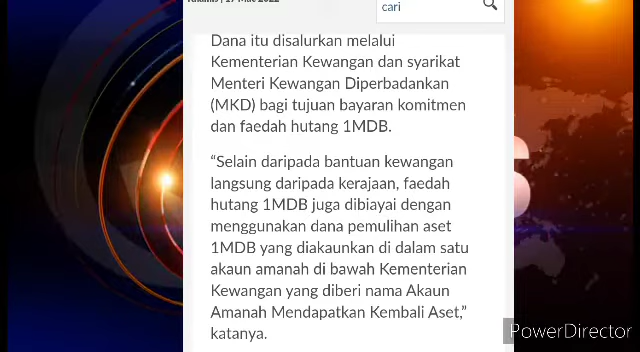 17 Mac 2022
cari
Dana itu disalurkan melalui
Kementerian Kewangan dan syarikat
Menteri Kewangan Diperbadankan
(MKD) bagi tujuan bayaran komitmen
dan faedah hutang 1MDB.
“Selain daripada bantuan kewangan
langsung daripada kerajaan, faedah
hutang 1MDB juga dibiayai dengan
menggunakan dana pemulihan aset
1MDB yang diakaunkan di dalam satu
akaun amanah di bawah Kementerian
Kewangan yang diberi nama Akaun
Amanah Mendapatkan Kembali Aset,”
katanya.
PowerDirector